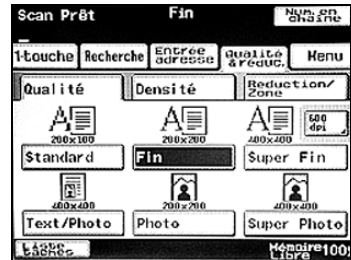 Scan Prêt Fin Num.en chaîne
1-touche Recherche Entrée adresse Qualité & réduc. Menu
Qualité Densité Reduction/ Zone
200x100 200x200 400x400 600 dpi
Standard Fin Super Fin
400x400 200x200 400x400
Text/Photo Photo Super Photo
Liste tâches Mémoire Libre 100